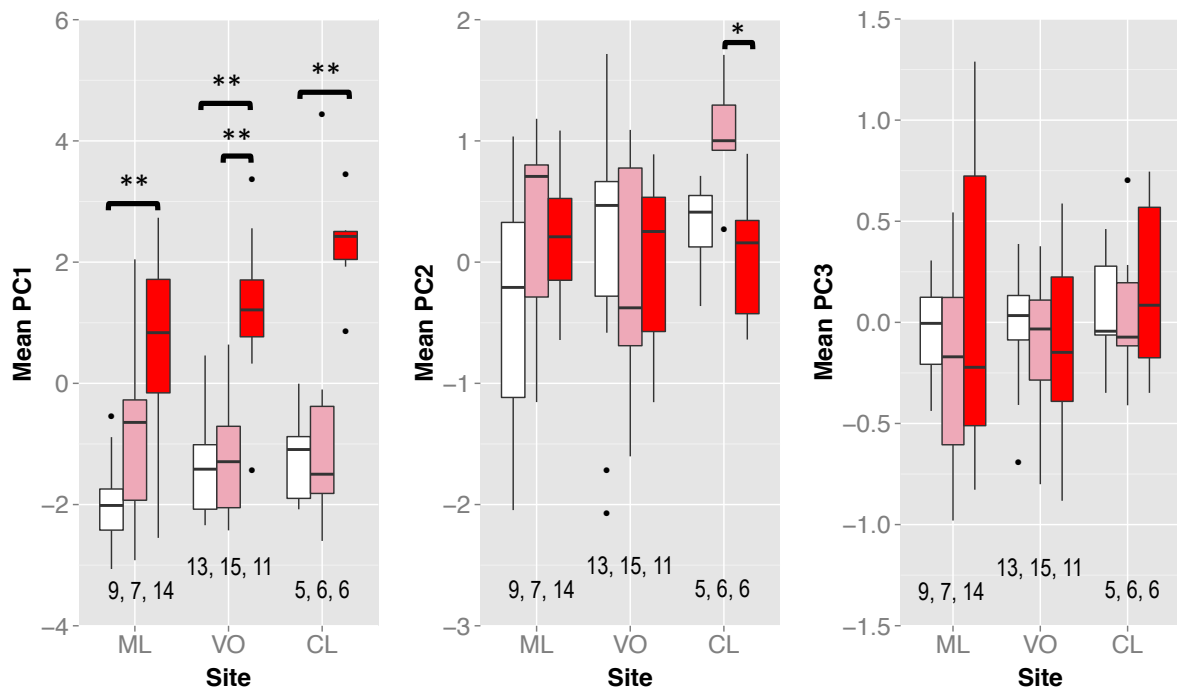 Mean PC1
6
4
2
0
−2
−4
**
**
**
**
9, 7, 14
13, 15, 11
5, 6, 6
ML
VO
CL
Site
Mean PC2
2
1
0
−1
−2
−3
*
9, 7, 14
13, 15, 11
5, 6, 6
ML
VO
CL
Site
Mean PC3
1.5
1.0
0.5
0.0
−0.5
−1.0
−1.5
9, 7, 14
13, 15, 11
5, 6, 6
ML
VO
CL
Site